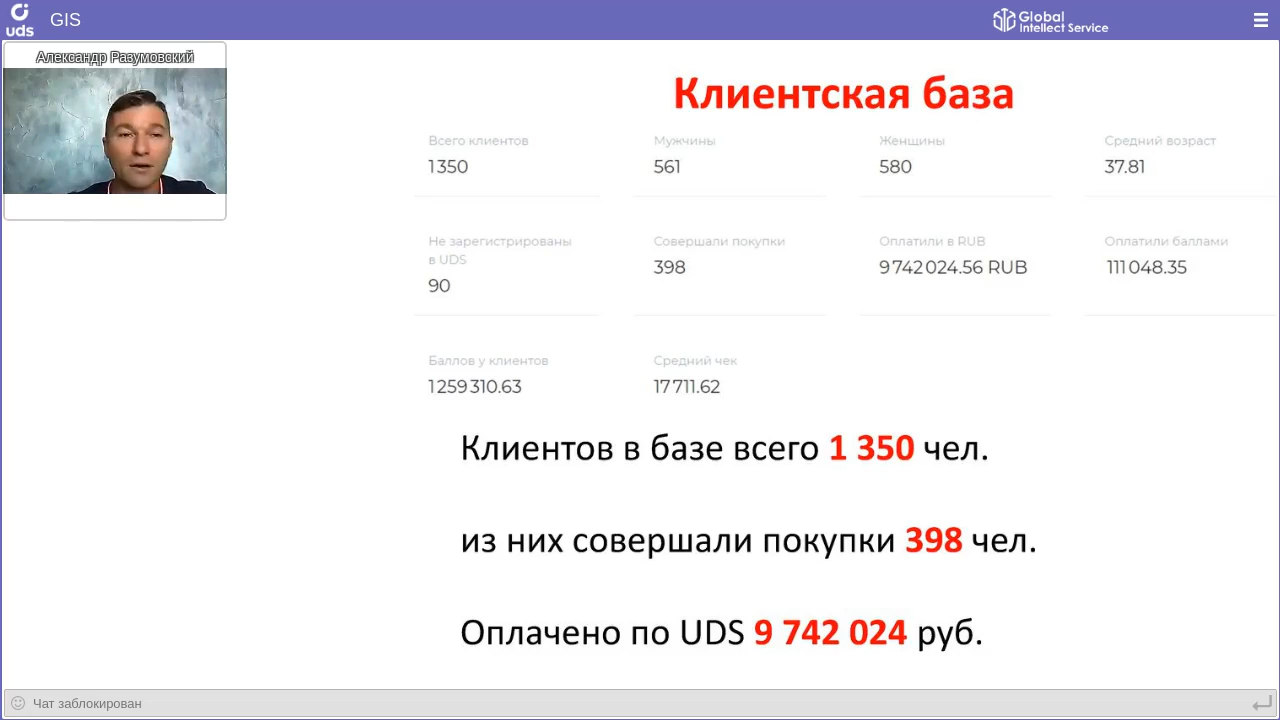 uds
GIS
Global
Intellect Service
Александр Разумовский
Клиентская база
Всего клиентов
1350
Мужчины
561
Женщины
580
Средний возраст
37.81
Не зарегистрированы
в UDS
90
Совершали покупки
398
Оплатили в RUB
9 742 024.56 RUB
Оплатили баллами
111 048.35
Баллов у клиентов
1 259 310.63
Средний чек
17 711.62
Клиентов в базе всего 1 350 чел.
из них совершали покупки 398 чел.
Оплачено по UDS 9 742 024 руб.
Чат заблокирован